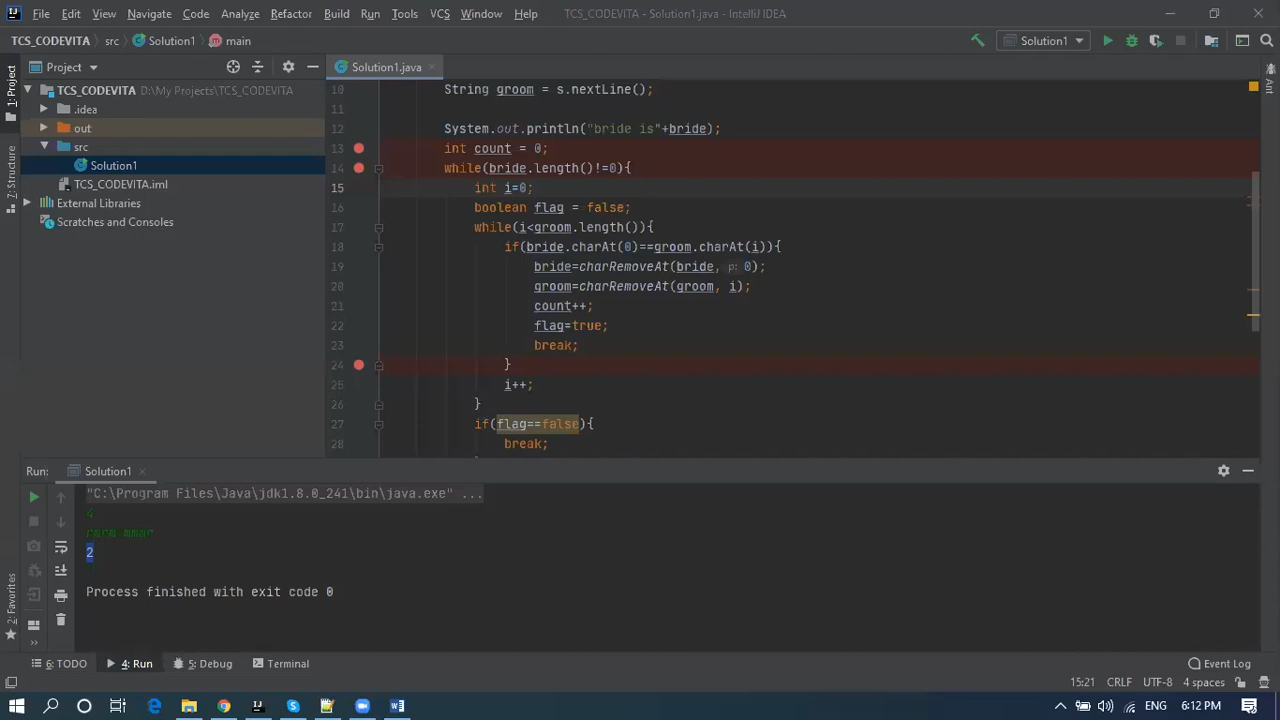 File Edit View Navigate Code Analyze Refactor Build Run Tools VCS Window Help TCS_CODEVITA - Solution1.java - IntelliJ IDEA
TCS_CODEVITA src Solution1 main Solution1
Project Solution1.java
1: Project
Z: Structure
2: Favorites
Ant
TCS_CODEVITA D:\My Projects\TCS_CODEVITA
.idea
out
src
Solution1
TCS_CODEVITA.iml
External Libraries
Scratches and Consoles
10 String groom = s.nextLine();
11
12 System.out.println("bride is"+bride);
13 int count = 0;
14 while(bride.length()!=0){
15 int i=0;
16 boolean flag = false;
17 while(i<groom.length()){
18 if(bride.charAt(0)==groom.charAt(i)){
19 bride=charRemoveAt(bride, p: 0);
20 groom=charRemoveAt(groom, i);
21 count++;
22 flag=true;
23 break;
24 }
25 i++;
26 }
27 if(flag==false){
28 break;
Run: Solution1
"C:\Program Files\Java\jdk1.8.0_241\bin\java.exe" ...
4
2
Process finished with exit code 0
6: TODO 4: Run 5: Debug Terminal Event Log
15:21 CRLF UTF-8 4 spaces
ENG 6:12 PM